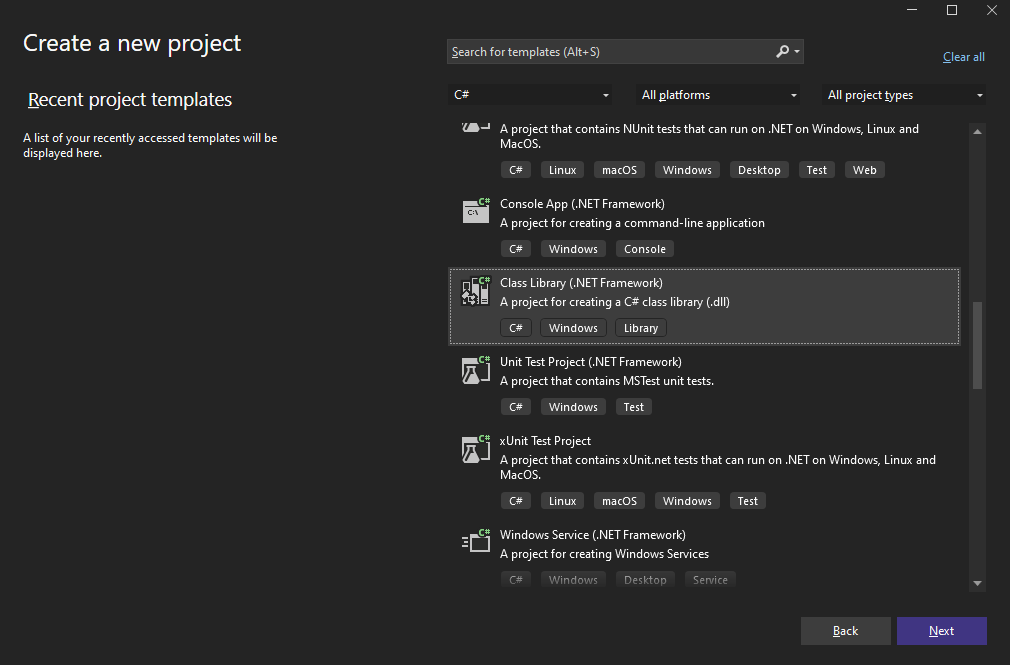 Create a new project
Search for templates (Alt+S)
Clear all
Recent project templates
C#
All platforms
All project types
A list of your recently accessed templates will be
displayed here.
A project that contains NUnit tests that can run on .NET on Windows, Linux and
MacOS.
C# Linux macOS Windows Desktop Test Web
C#
C:\
Console App (.NET Framework)
A project for creating a command-line application
C# Windows Console
C#
Class Library (.NET Framework)
A project for creating a C# class library (.dll)
C# Windows Library
C#
Unit Test Project (.NET Framework)
A project that contains MSTest unit tests.
C# Windows Test
C#
xUnit Test Project
A project that contains xUnit.net tests that can run on .NET on Windows, Linux and
MacOS.
C# Linux macOS Windows Test
C#
Windows Service (.NET Framework)
A project for creating Windows Services
C# Windows Desktop Service
Back
Next